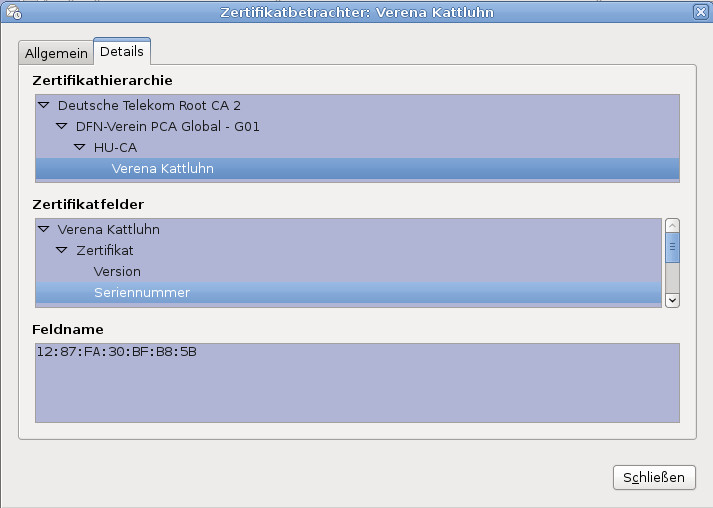 Zertifikatbetrachter: Verena Kattluhn
Allgemein
Details
Zertifikathierarchie
Deutsche Telekom Root CA 2
DFN-Verein PCA Global - G01
HU-CA
Verena Kattluhn
Zertifikatfelder
Verena Kattluhn
Zertifikat
Version
Seriennummer
Feldname
12:87:FA:30:BF:B8:5B
Schließen